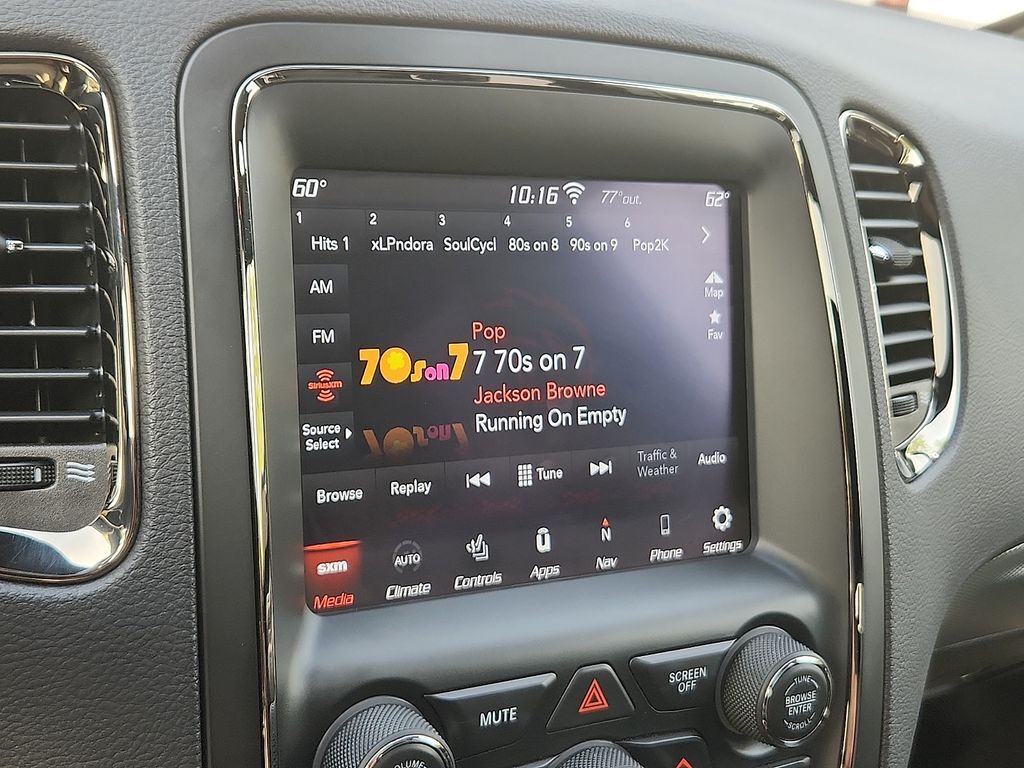 60° 10:16 77°out. 62°
1 2 3 4 5 6
Hits 1 xLPndora SoulCycl 80s on 8 90s on 9 Pop2K
AM
Map
FM
Fav
Pop
70s on 7
7 70s on 7
SiriusXM
Jackson Browne
Source
Select
Running On Empty
Browse Replay Tune
Traffic &
Weather
Audio
sxm AUTO N
Media Climate Controls Apps Nav Phone Settings
VOLUME
MUTE
SCREEN
OFF
TUNE
BROWSE
ENTER
SCROLL